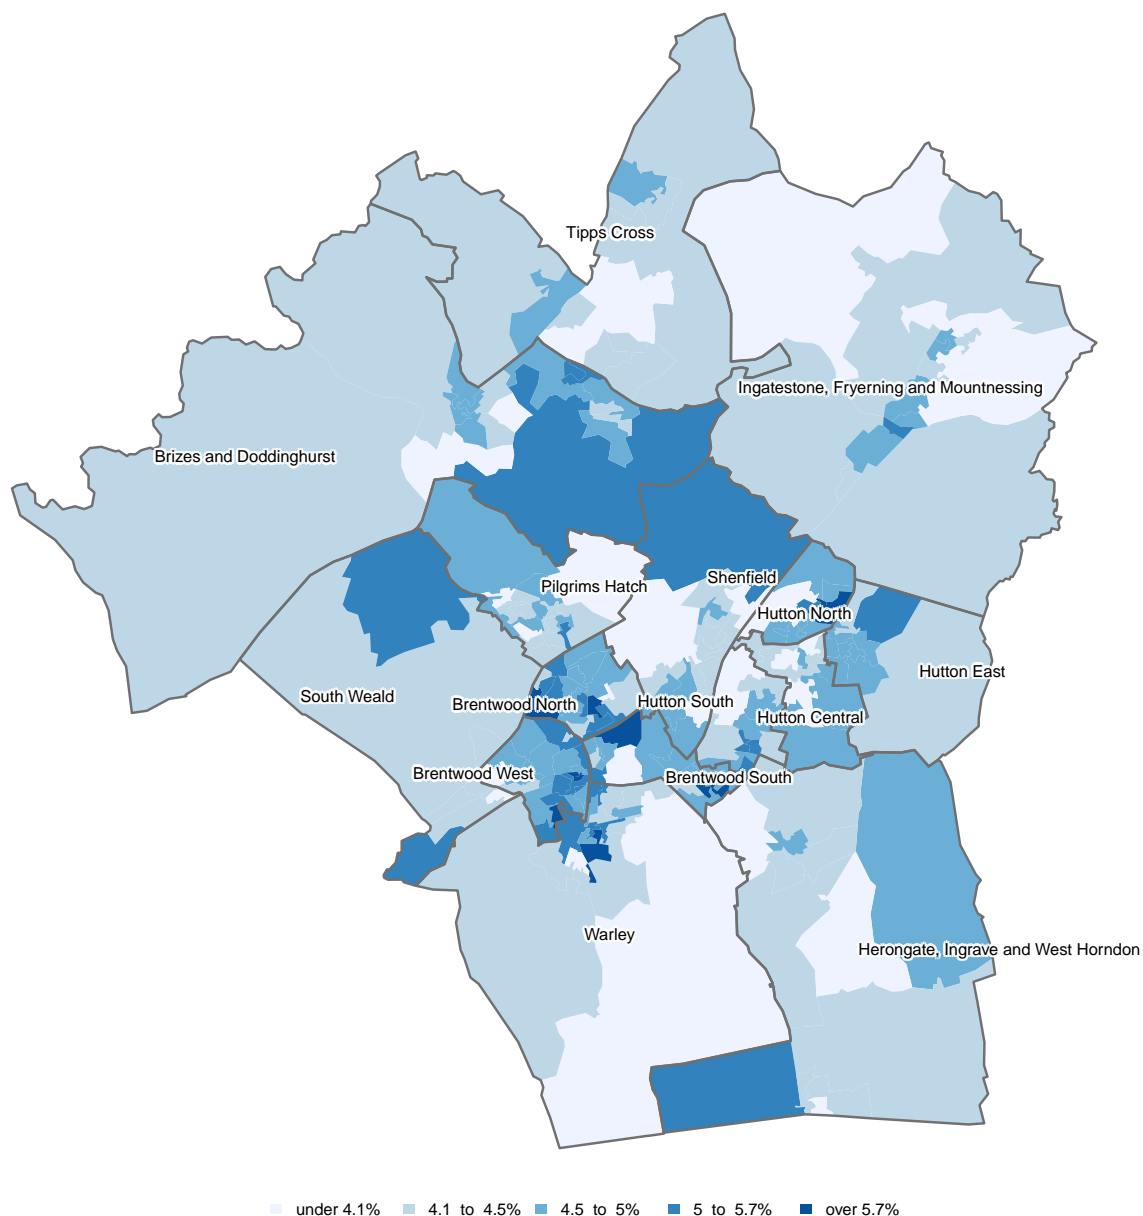 Tipps Cross
Ingatestone, Fryerning and Mountnessing
Brizes and Doddinghurst
Shenfield
Pilgrims Hatch
Hutton North
Hutton East
South Weald
Hutton South
Brentwood North
Hutton Central
Brentwood West
Brentwood South
Warley
Herongate, Ingrave and West Horndon
under 4.1% 4.1 to 4.5% 4.5 to 5% 5 to 5.7% over 5.7%